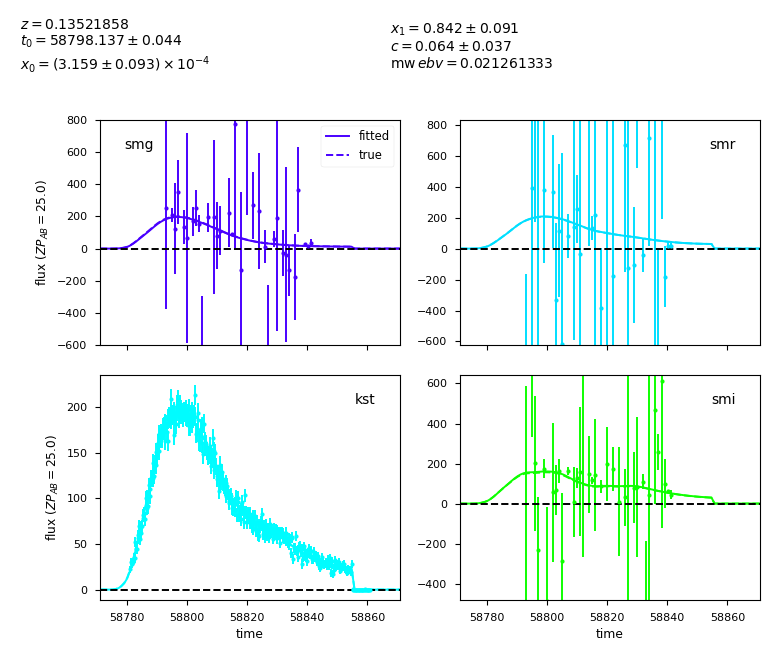 z = 0.13521858
t₀ = 58798.137 ± 0.044
x₀ = (3.159 ± 0.093) × 10⁻⁴
x₁ = 0.842 ± 0.091
c = 0.064 ± 0.037
mw ebv = 0.021261333
800
600
400
200
0
−200
−400
−600
flux (ZP_AB = 25.0)
smg
fitted
true
800
600
400
200
0
−200
−400
−600
smr
200
150
100
50
0
flux (ZP_AB = 25.0)
kst
58780
58800
58820
58840
58860
time
600
400
200
0
−200
−400
smi
58780
58800
58820
58840
58860
time